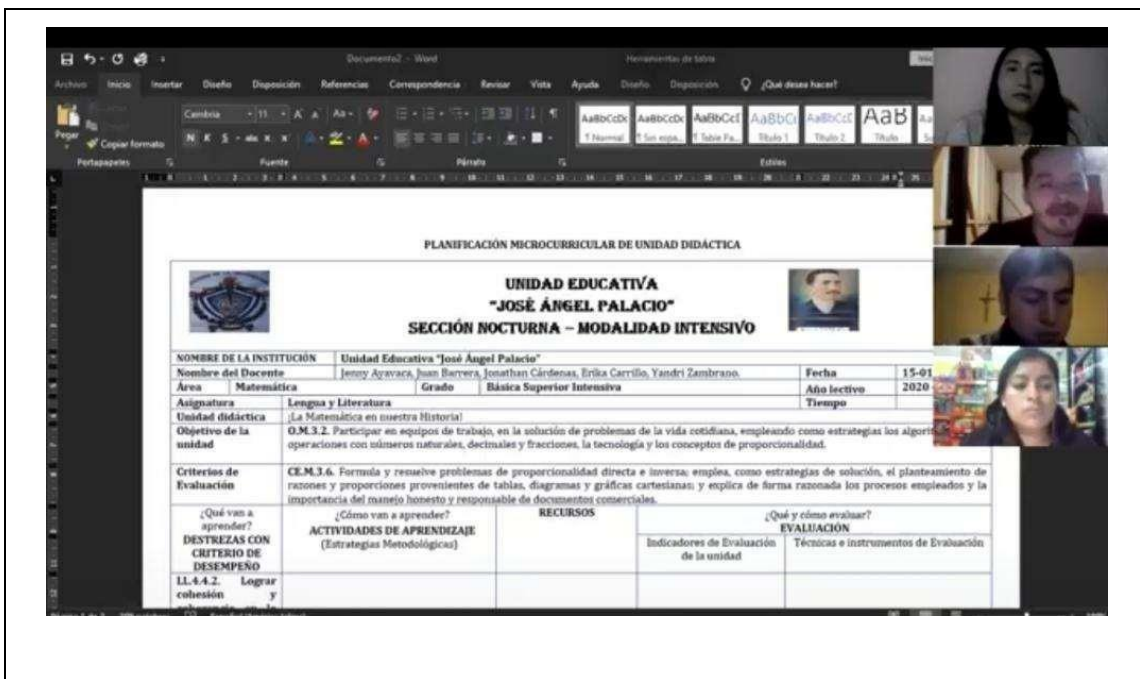 Documento2 - Word
Herramientas de tabla
Archivo Inicio Insertar Diseño Disposición Referencias Correspondencia Revisar Vista Ayuda Diseño Disposición ¿Qué desea hacer?
Cambria 11
Pegar
Copiar formato
N K S
AaBbCcDc AaBbCcDc AaBbCcI AaBbCc AaBbCcE AaB
1 Normal 1 Sin espa... 1 Table Pa... Título 1 Título 2 Título
Portapapeles Fuente Párrafo Estilos
PLANIFICACIÓN MICROCURRICULAR DE UNIDAD DIDÁCTICA
UNIDAD EDUCATIVA
"JOSÉ ÁNGEL PALACIO"
SECCIÓN NOCTURNA – MODALIDAD INTENSIVO
NOMBRE DE LA INSTITUCIÓN Unidad Educativa "José Ángel Palacio"
Nombre del Docente Jenny Ayavaca, Juan Barrera, Jonathan Cárdenas, Erika Carrillo, Yandri Zambrano. Fecha 15-01
Área Matemática Grado Básica Superior Intensiva Año lectivo 2020
Asignatura Lengua y Literatura Tiempo
Unidad didáctica ¡La Matemática en nuestra Historia!
Objetivo de la unidad O.M.3.2. Participar en equipos de trabajo, en la solución de problemas de la vida cotidiana, empleando como estrategias los algorit
operaciones con números naturales, decimales y fracciones, la tecnología y los conceptos de proporcionalidad.
Criterios de Evaluación CE.M.3.6. Formula y resuelve problemas de proporcionalidad directa e inversa; emplea, como estrategias de solución, el planteamiento de
razones y proporciones provenientes de tablas, diagramas y gráficas cartesianas; y explica de forma razonada los procesos empleados y la
importancia del manejo honesto y responsable de documentos comerciales.
¿Qué van a
aprender?
DESTREZAS CON
CRITERIO DE
DESEMPEÑO
¿Cómo van a aprender?
ACTIVIDADES DE APRENDIZAJE
(Estrategias Metodológicas)
RECURSOS
¿Qué y cómo evaluar?
EVALUACIÓN
Indicadores de Evaluación
de la unidad
Técnicas e instrumentos de Evaluación
LL.4.4.2. Lograr
cohesión y